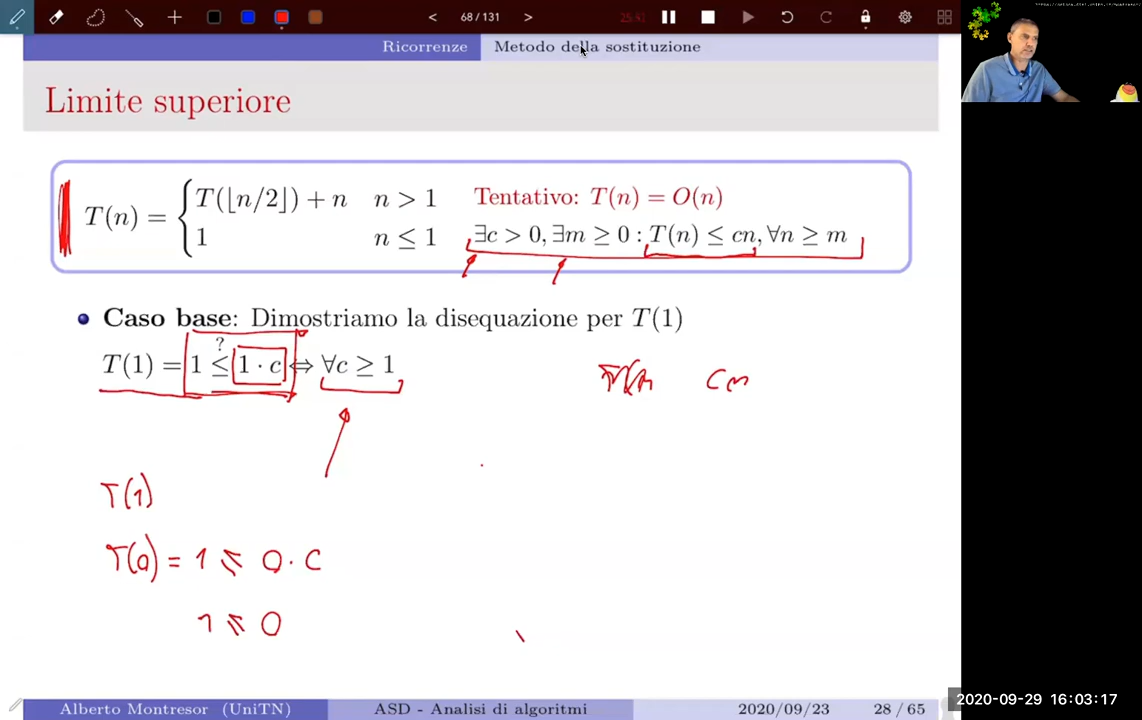 68 / 131
25:41
Ricorrenze Metodo della sostituzione
Limite superiore
T(n) = { T(⌊n/2⌋) + n n > 1
1 n ≤ 1
Tentativo: T(n) = O(n)
∃c > 0, ∃m ≥ 0 : T(n) ≤ cn, ∀n ≥ m
Caso base: Dimostriamo la disequazione per T(1)
T(1) = 1 ≤? 1 · c ⇔ ∀c ≥ 1
cn
T(1)
T(0) = 1 ≤ 0 · c
1 ≤ 0
Alberto Montresor (UniTN) ASD - Analisi di algoritmi 2020/09/23 28 / 65
2020-09-29 16:03:17